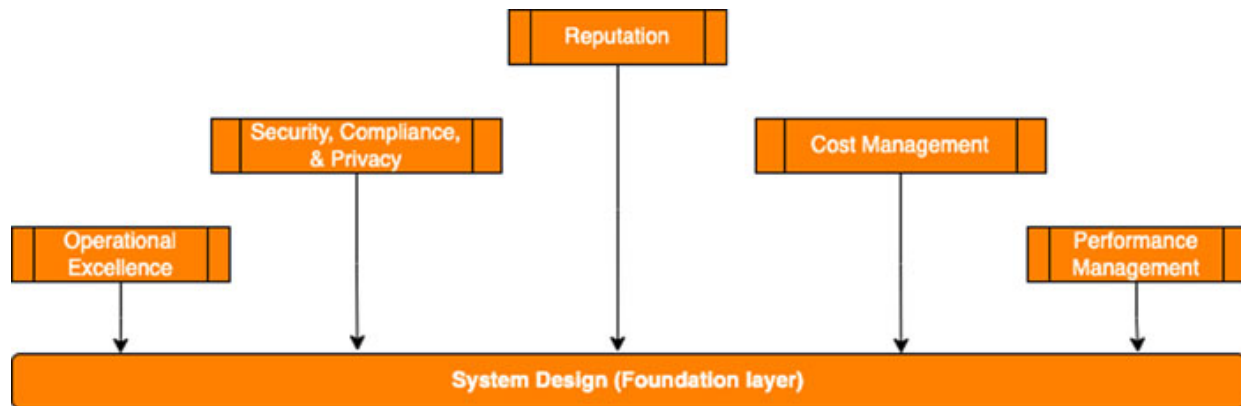 Reputation
Security, Compliance,
& Privacy
Cost Management
Operational
Excellence
Performance
Management
System Design (Foundation layer)